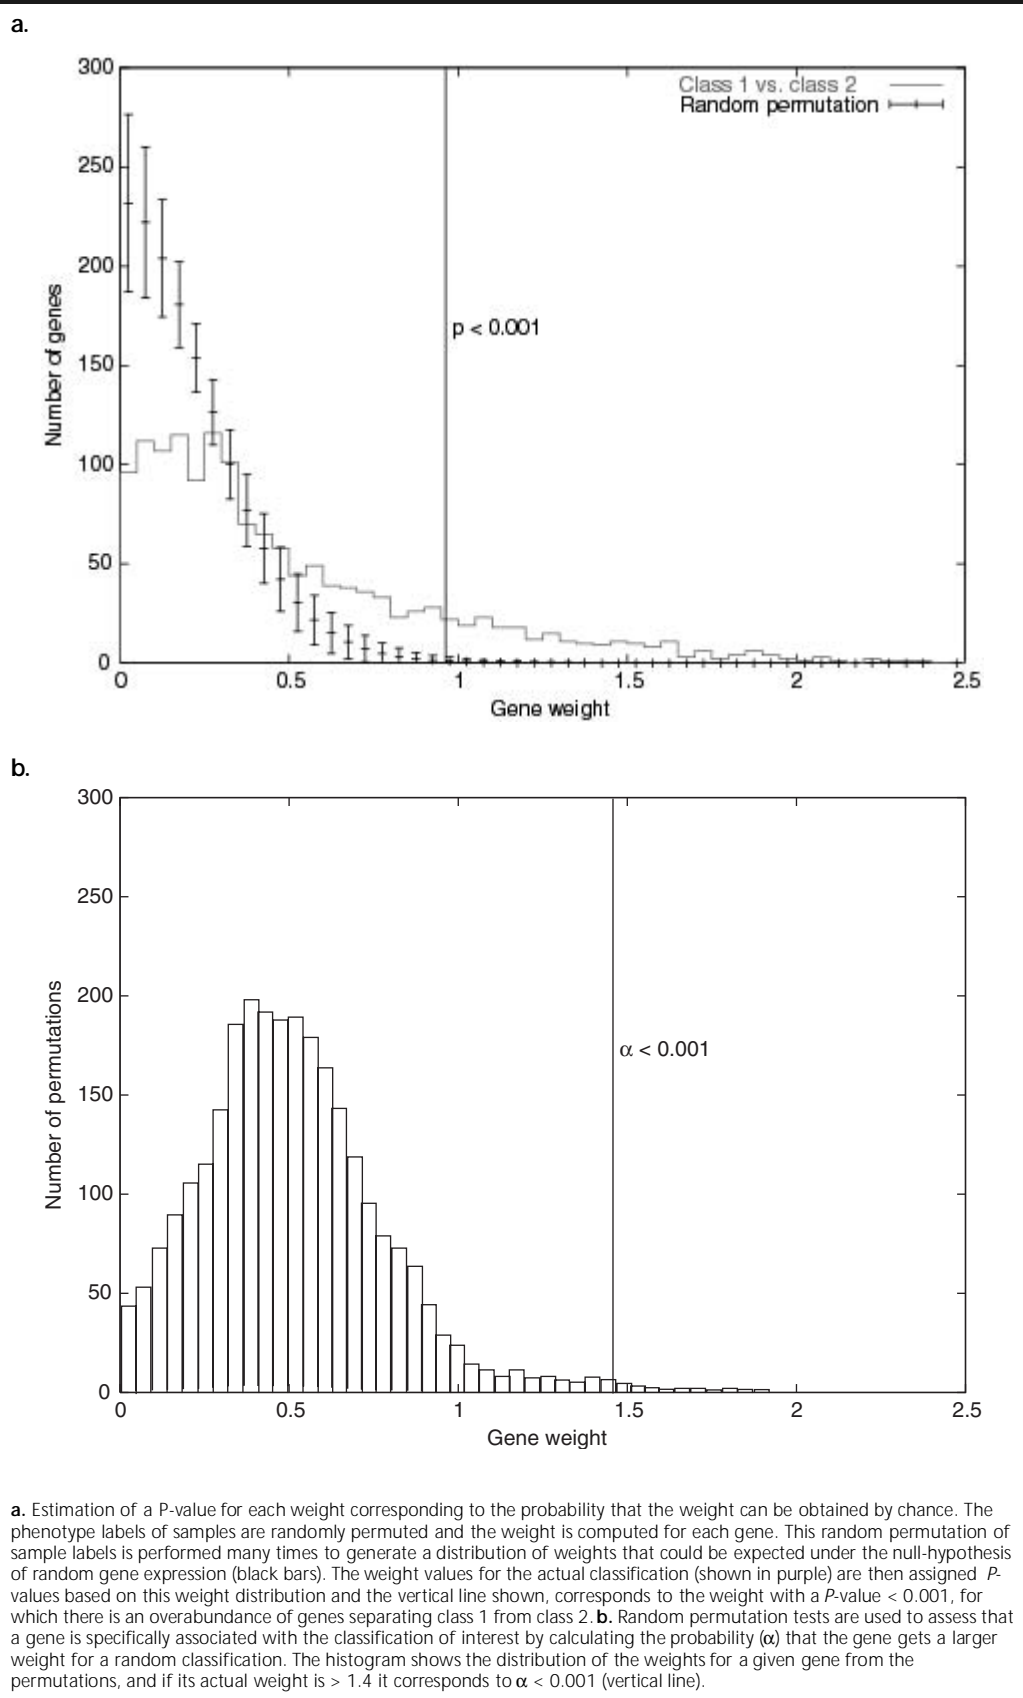 a.
300
250
200
150
100
50
0
Number of genes
Class 1 vs. class 2
Random permutation
p < 0.001
0 0.5 1 1.5 2 2.5
Gene weight
b.
300
250
200
150
100
50
0
Number of permutations
α < 0.001
0 0.5 1 1.5 2 2.5
Gene weight
a. Estimation of a P-value for each weight corresponding to the probability that the weight can be obtained by chance. The
phenotype labels of samples are randomly permuted and the weight is computed for each gene. This random permutation of
sample labels is performed many times to generate a distribution of weights that could be expected under the null-hypothesis
of random gene expression (black bars). The weight values for the actual classification (shown in purple) are then assigned P-
values based on this weight distribution and the vertical line shown, corresponds to the weight with a P-value < 0.001, for
which there is an overabundance of genes separating class 1 from class 2. b. Random permutation tests are used to assess that
a gene is specifically associated with the classification of interest by calculating the probability (α) that the gene gets a larger
weight for a random classification. The histogram shows the distribution of the weights for a given gene from the
permutations, and if its actual weight is > 1.4 it corresponds to α < 0.001 (vertical line).